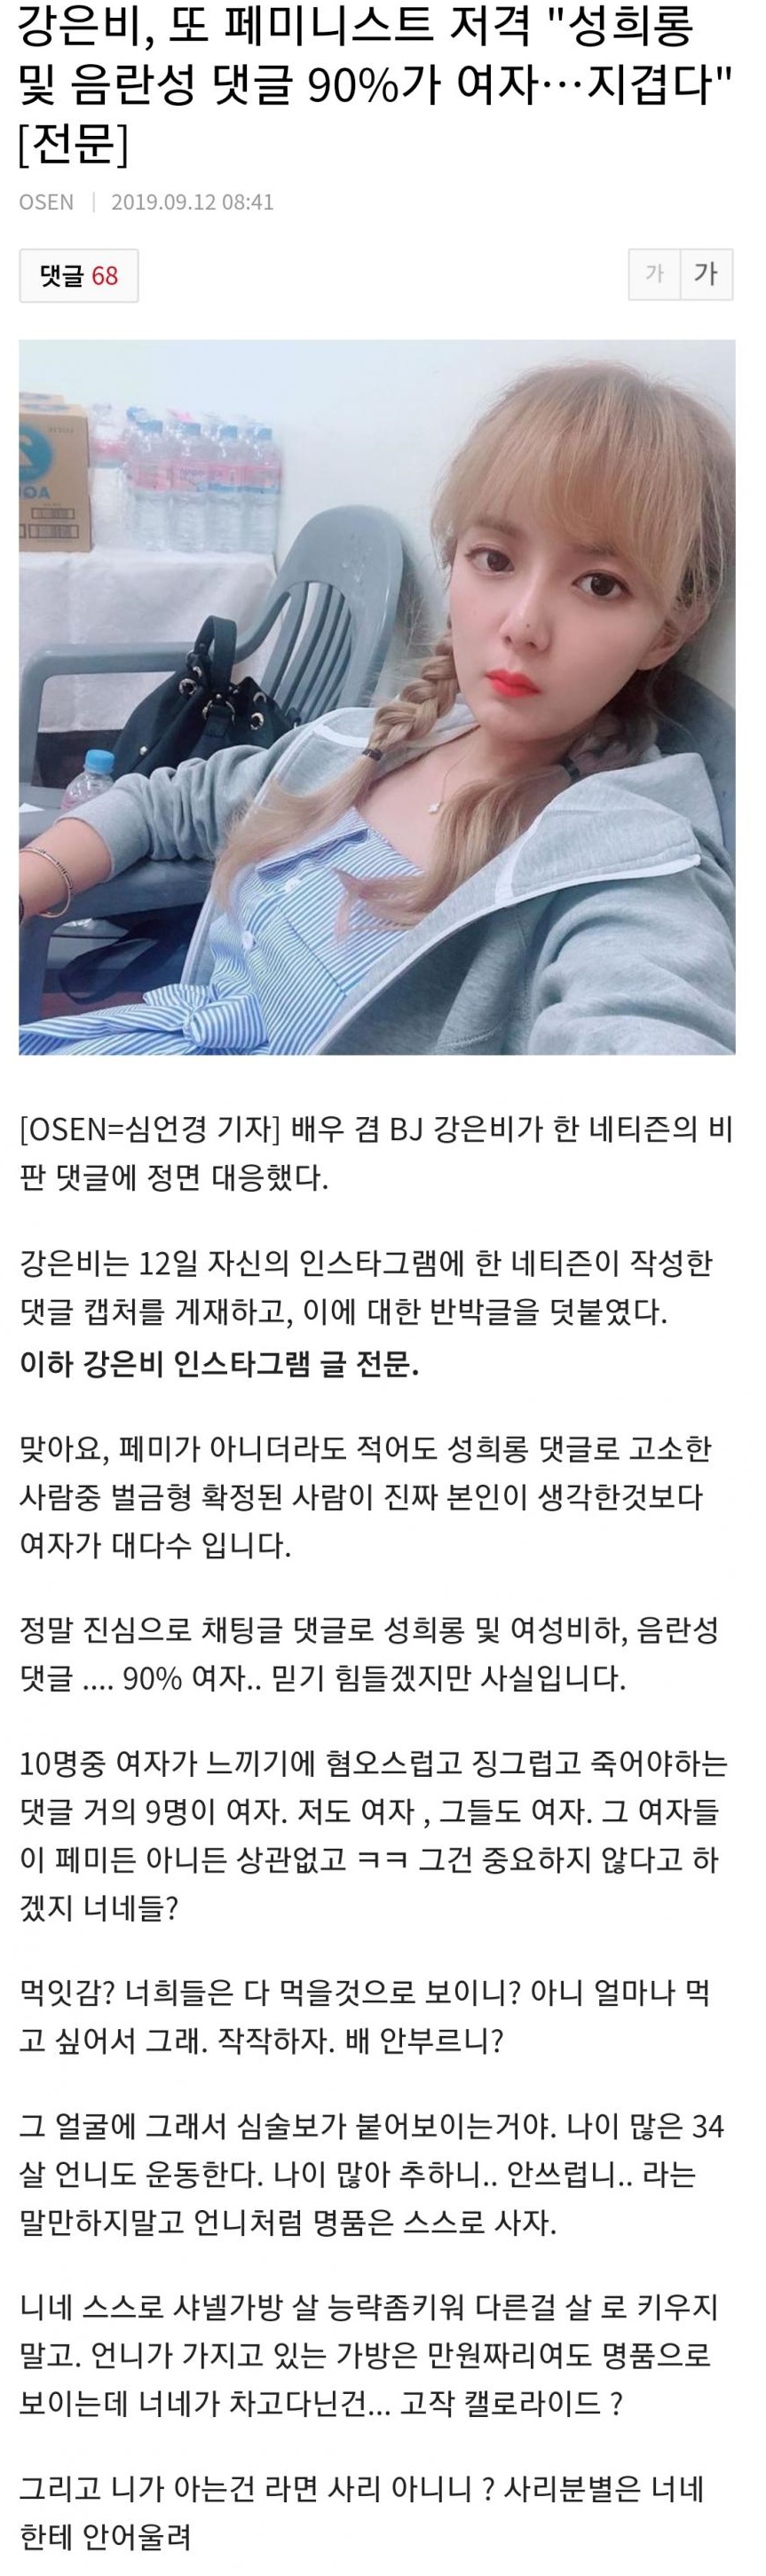 강은비, 또 페미니스트 저격 "성희롱
및 음란성 댓글 90%가 여자…지겹다"
[전문]
OSEN | 2019.09.12 08:41
댓글 68
가 가
[OSEN=심언경 기자] 배우 겸 BJ 강은비가 한 네티즌의 비
판 댓글에 정면 대응했다.
강은비는 12일 자신의 인스타그램에 한 네티즌이 작성한
댓글 캡처를 게재하고, 이에 대한 반박글을 덧붙였다.
이하 강은비 인스타그램 글 전문.
맞아요, 페미가 아니더라도 적어도 성희롱 댓글로 고소한
사람중 벌금형 확정된 사람이 진짜 본인이 생각한것보다
여자가 대다수 입니다.
정말 진심으로 채팅글 댓글로 성희롱 및 여성비하, 음란성
댓글 .... 90% 여자.. 믿기 힘들겠지만 사실입니다.
10명중 여자가 느끼기에 혐오스럽고 징그럽고 죽어야하는
댓글 거의 9명이 여자. 저도 여자 , 그들도 여자. 그 여자들
이 페미든 아니든 상관없고 ㅋㅋ 그건 중요하지 않다고 하
겠지 너네들?
먹잇감? 너희들은 다 먹을것으로 보이니? 아니 얼마나 먹
고 싶어서 그래. 작작하자. 배 안부르니?
그 얼굴에 그래서 심술보가 붙어보이는거야. 나이 많은 34
살 언니도 운동한다. 나이 많아 추하니.. 안쓰럽니.. 라는
말만하지말고 언니처럼 명품은 스스로 사자.
니네 스스로 샤넬가방 살 능략좀키워 다른걸 살 로 키우지
말고. 언니가 가지고 있는 가방은 만원짜리여도 명품으로
보이는데 너네가 차고다닌건... 고작 캘로라이드 ?
그리고 니가 아는건 라면 사리 아니니 ? 사리분별은 너네
한테 안어울려